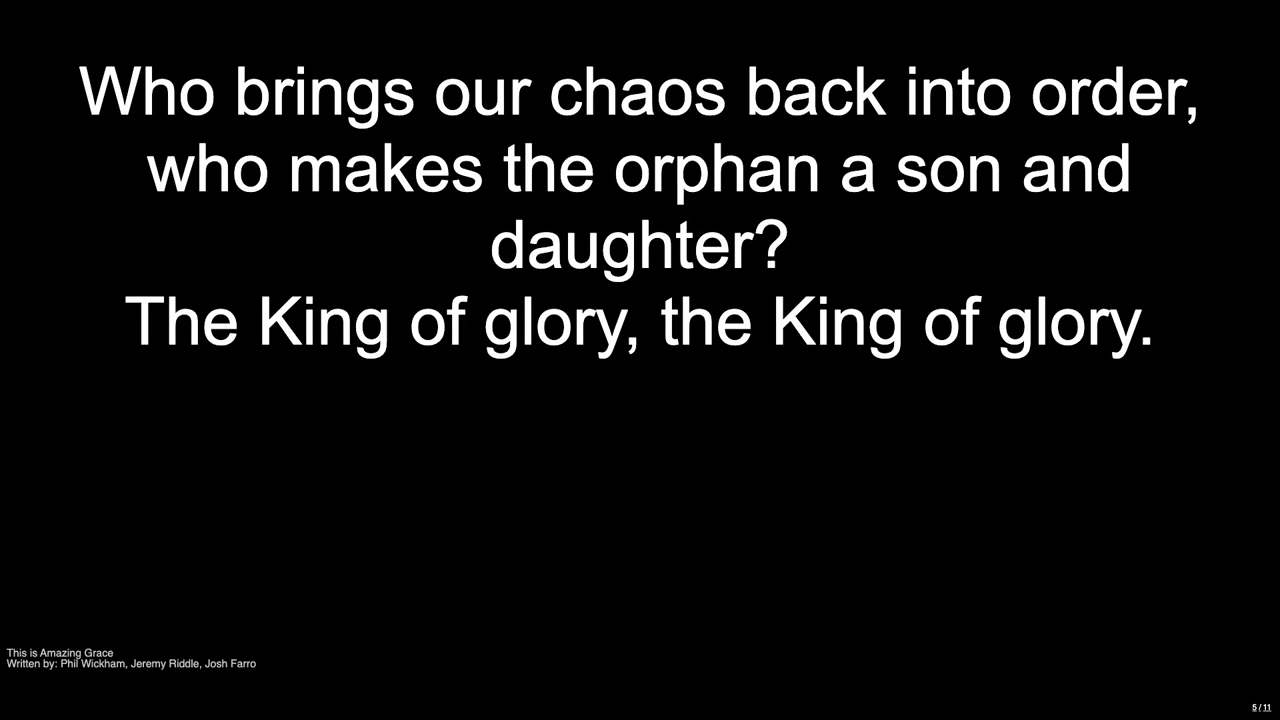 Who brings our chaos back into order,
who makes the orphan a son and
daughter?
The King of glory, the King of glory.
This is Amazing Grace
Written by: Phil Wickham, Jeremy Riddle, Josh Farro
5 / 11